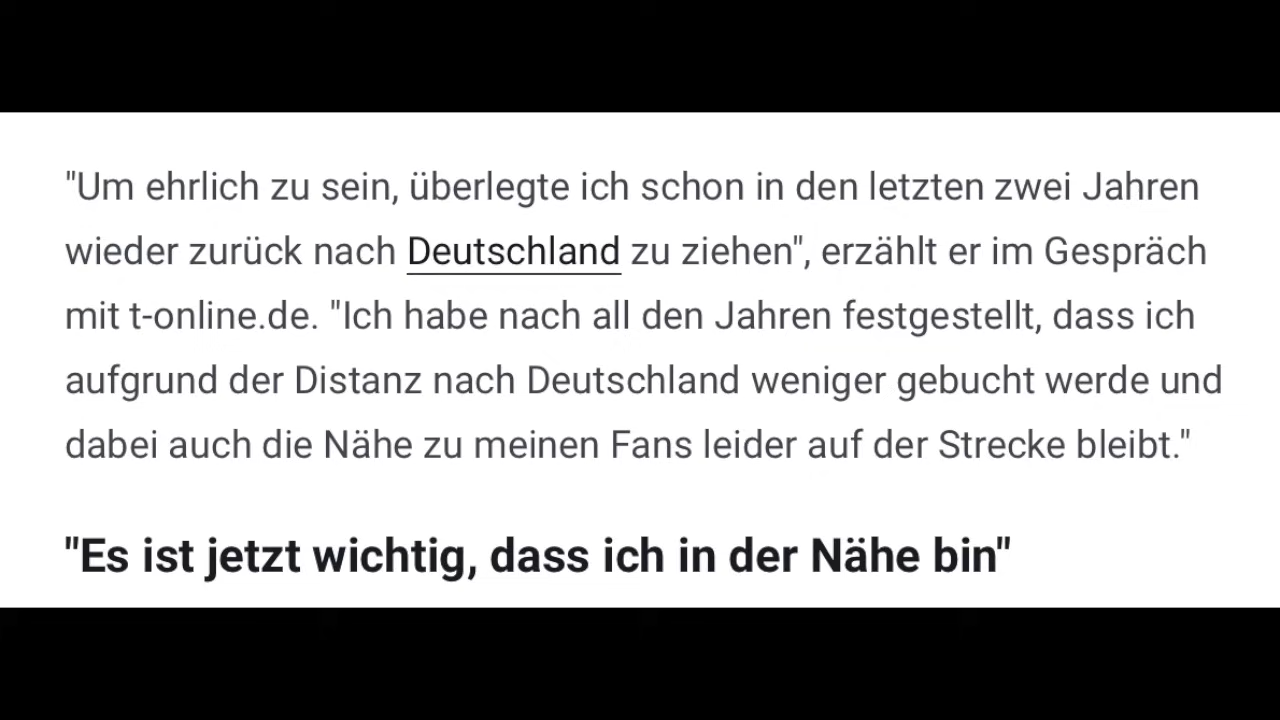 "Um ehrlich zu sein, überlegte ich schon in den letzten zwei Jahren
wieder zurück nach Deutschland zu ziehen", erzählt er im Gespräch
mit t-online.de. "Ich habe nach all den Jahren festgestellt, dass ich
aufgrund der Distanz nach Deutschland weniger gebucht werde und
dabei auch die Nähe zu meinen Fans leider auf der Strecke bleibt."
"Es ist jetzt wichtig, dass ich in der Nähe bin"